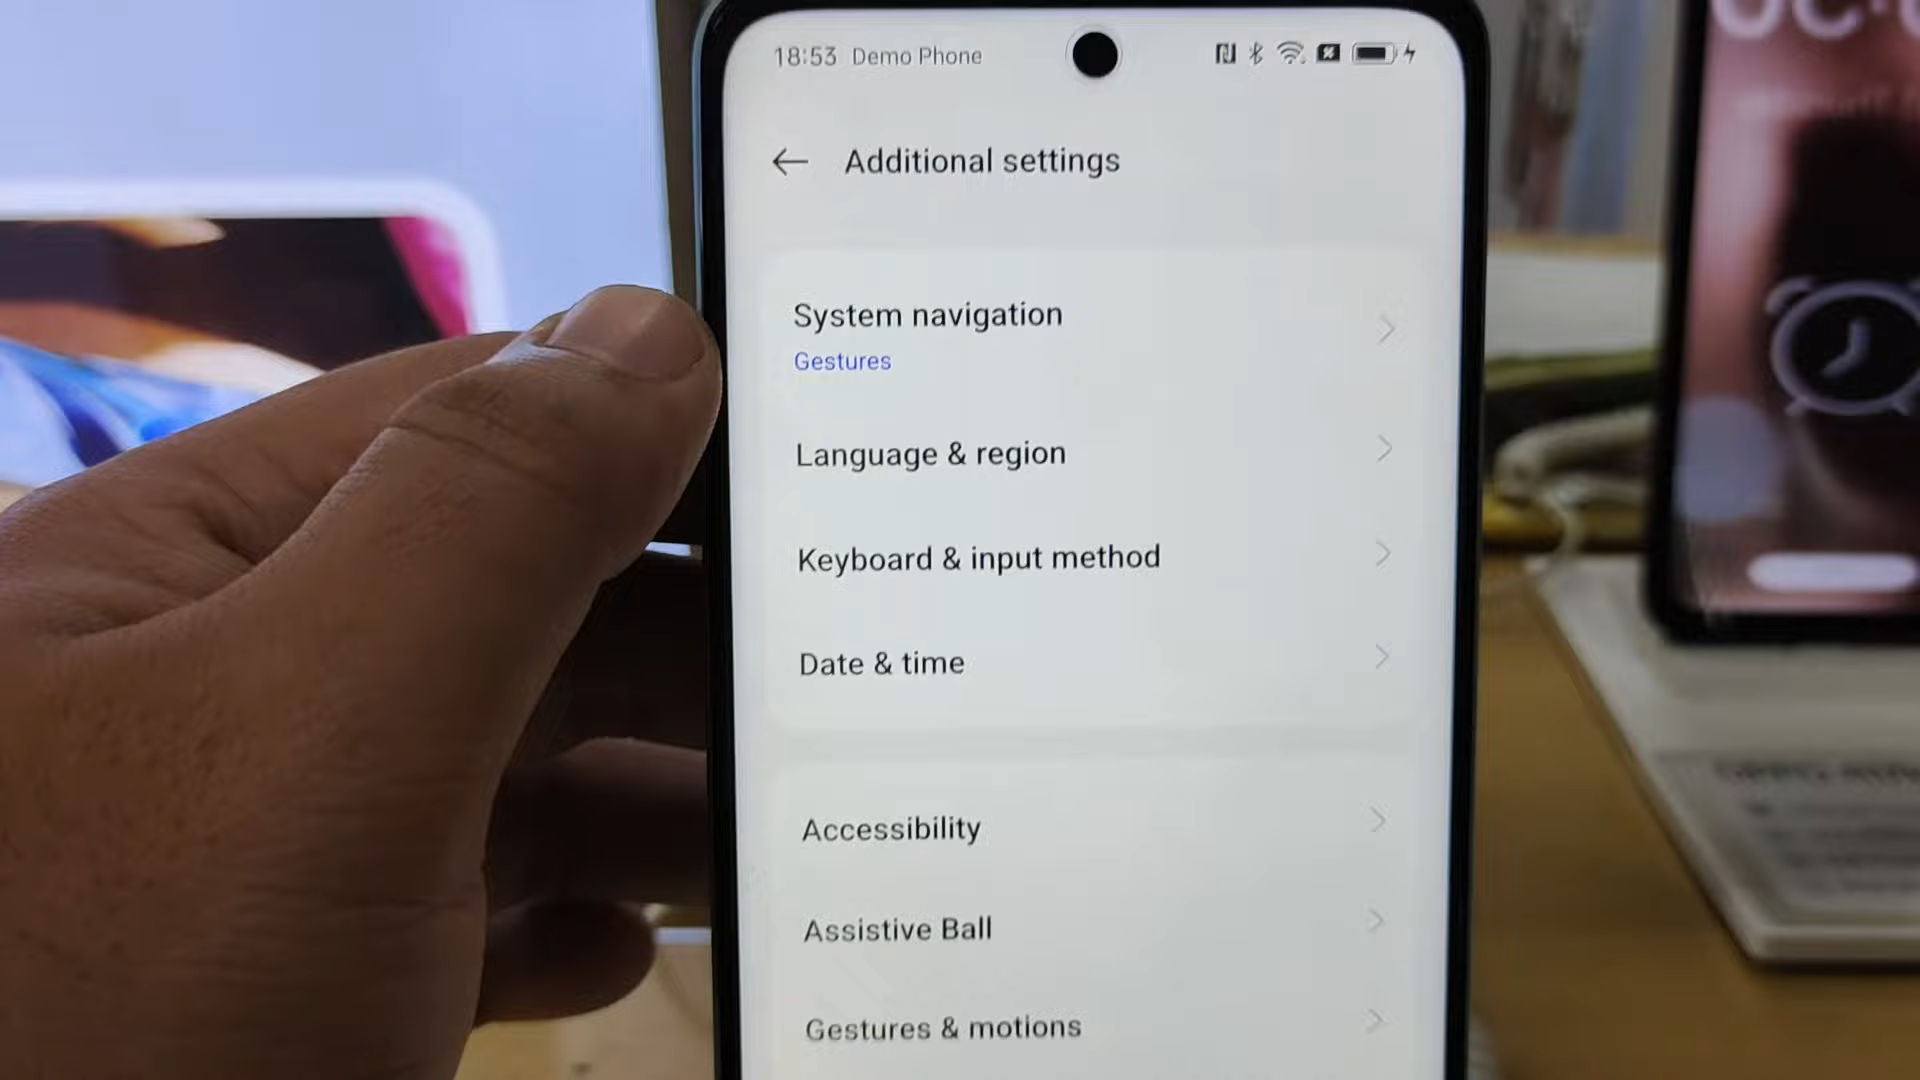 18:53 Demo Phone
Additional settings
System navigation
Gestures
Language & region
Keyboard & input method
Date & time
Accessibility
Assistive Ball
Gestures & motions